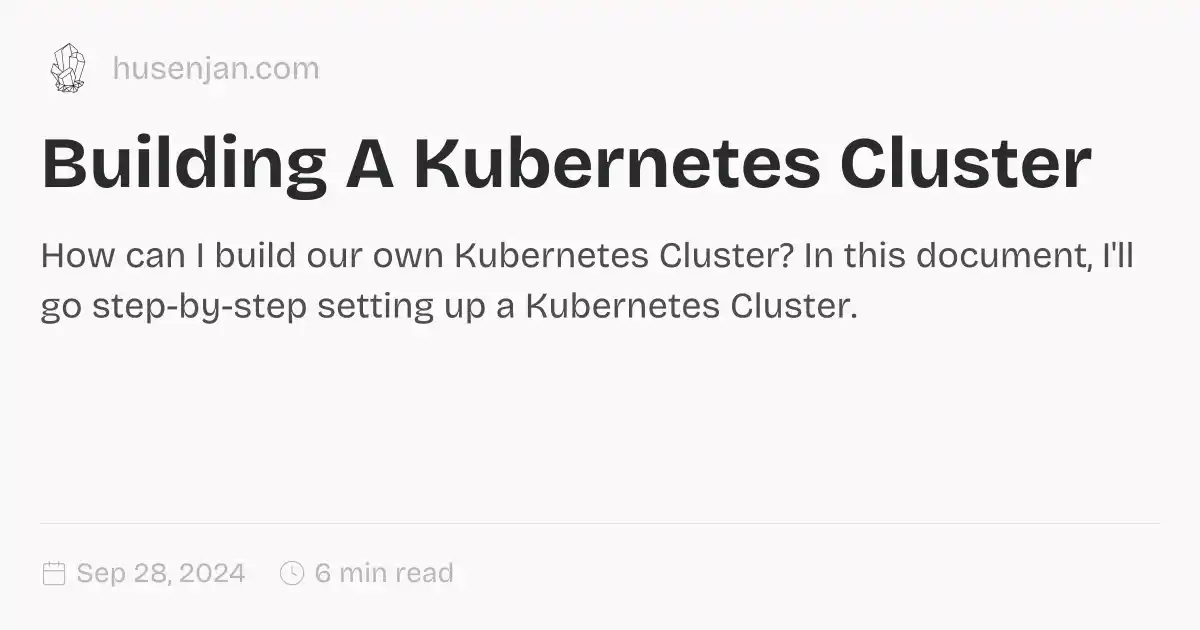 husenjan.com
Building A Kubernetes Cluster
How can I build our own Kubernetes Cluster? In this document, I'll
go step-by-step setting up a Kubernetes Cluster.
Sep 28, 2024 6 min read